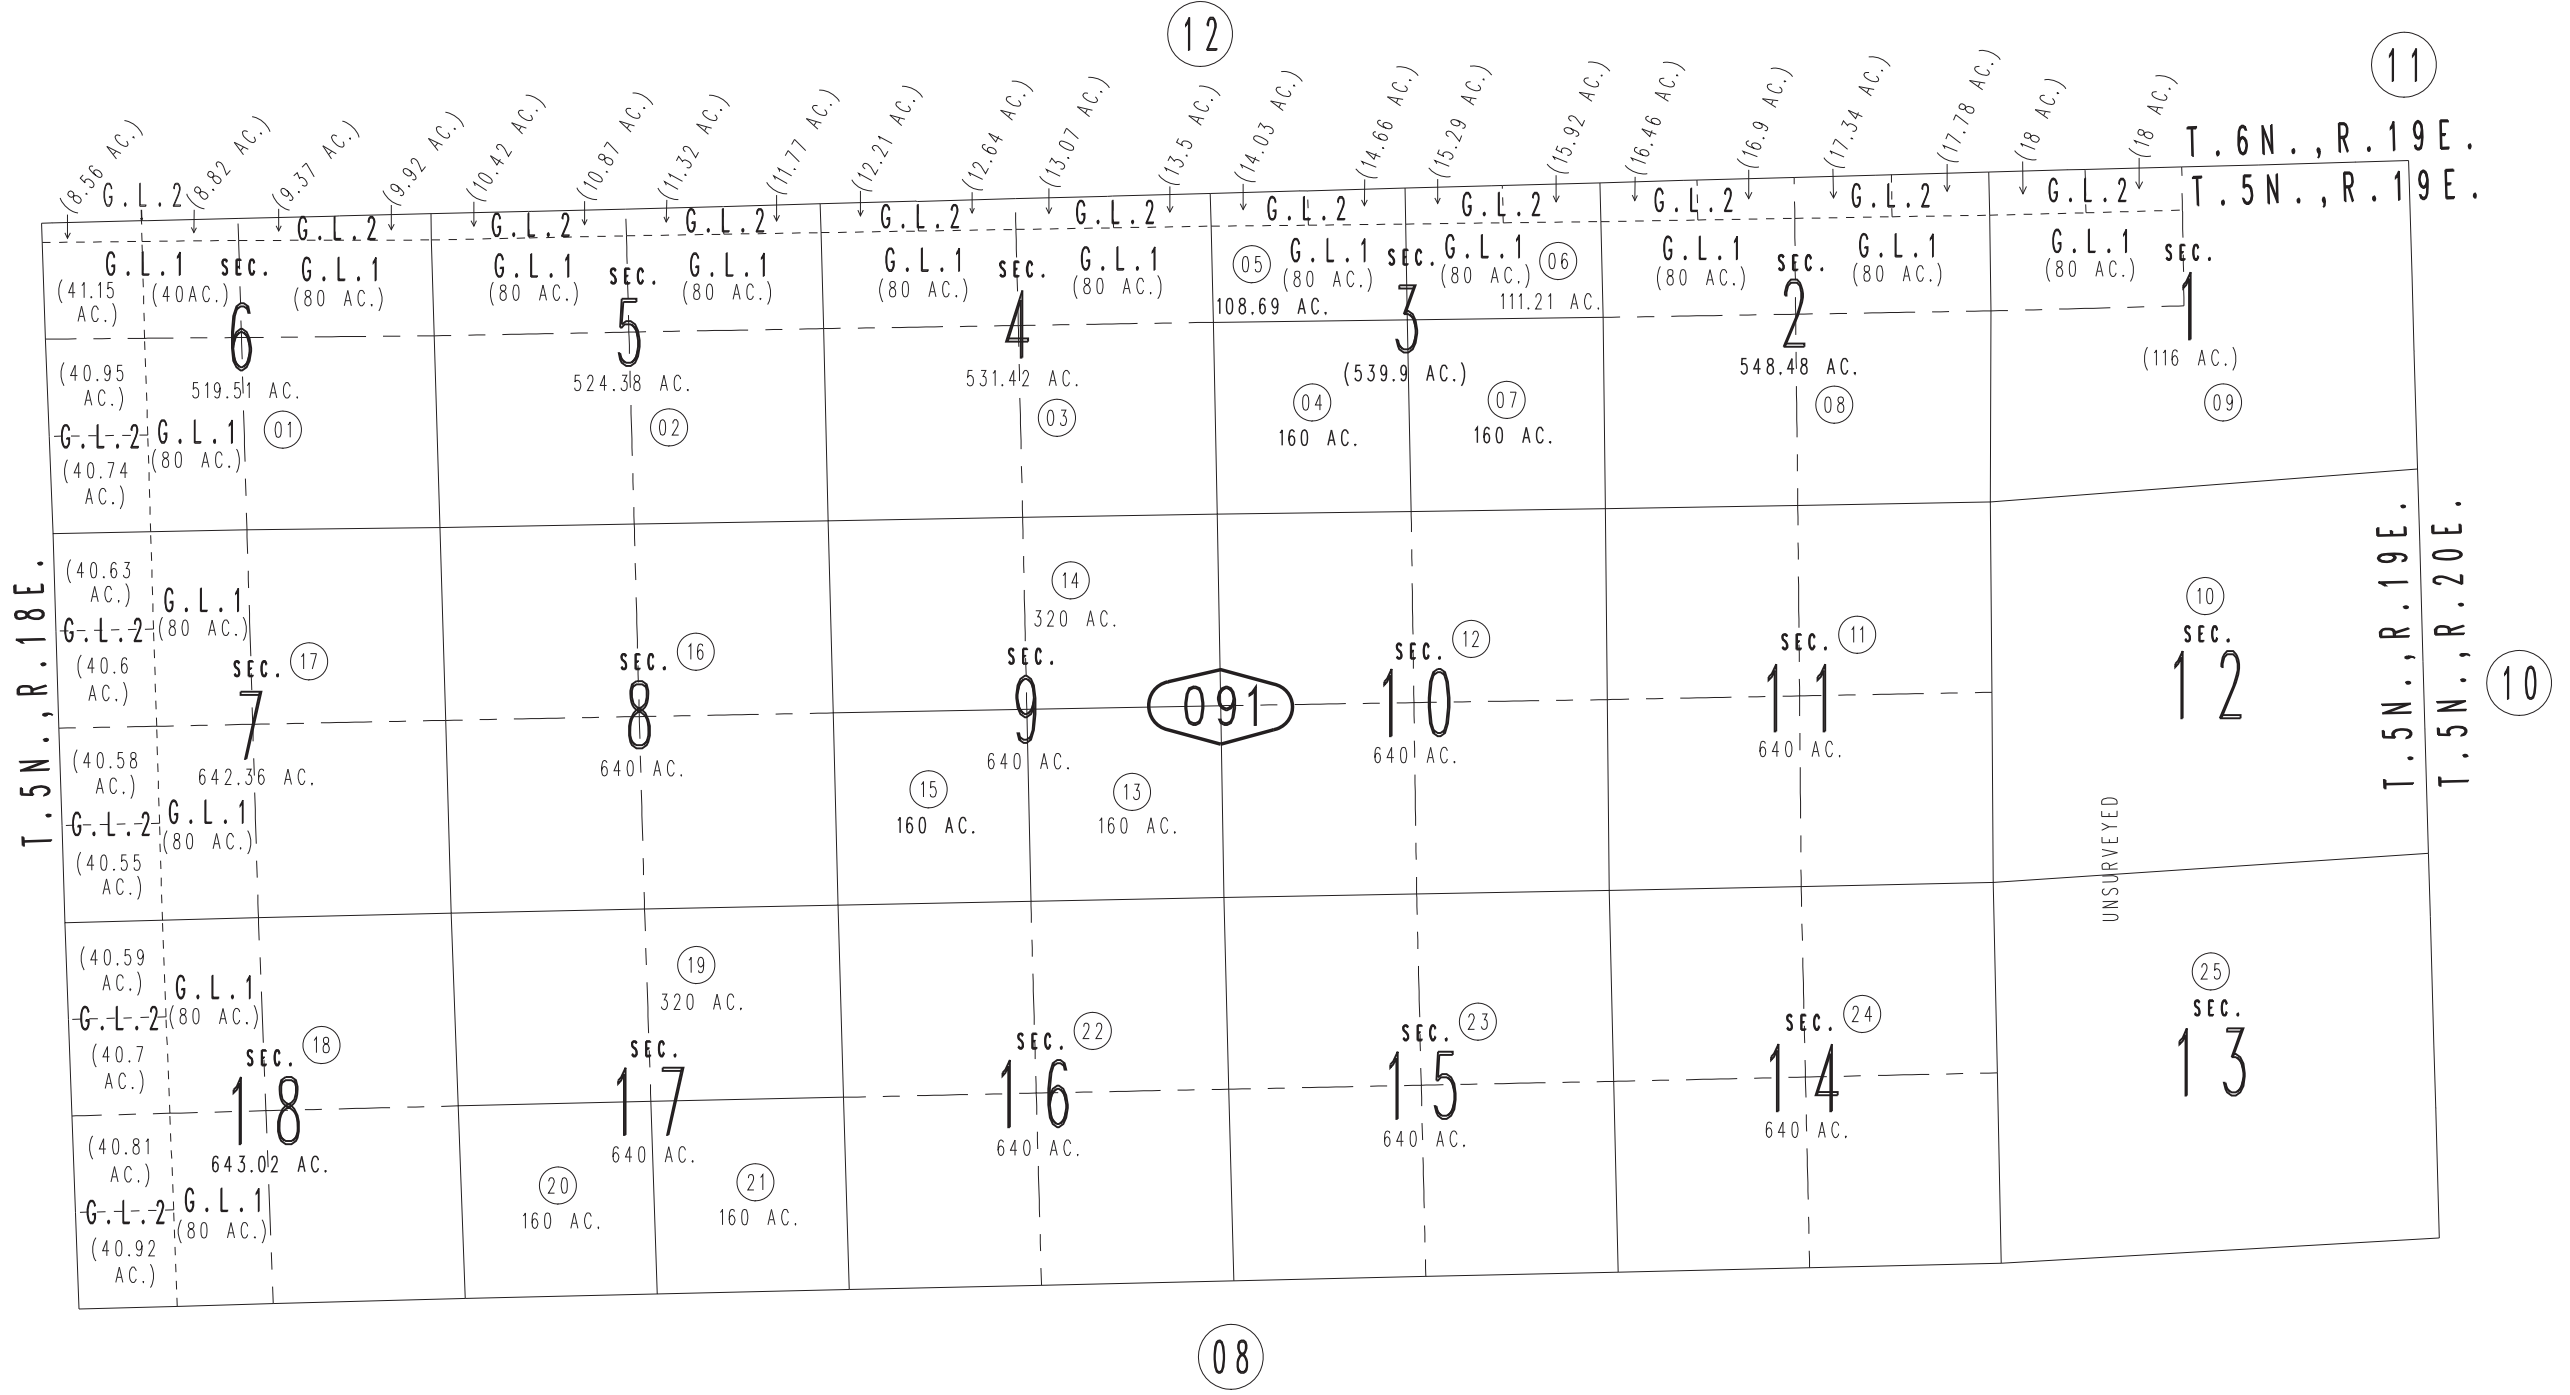 12
11
(8.56 AC.)
(8.82 AC.)
(9.37 AC.)
(9.92 AC.)
(10.42 AC.)
(10.87 AC.)
(11.32 AC.)
(11.77 AC.)
(12.21 AC.)
(12.64 AC.)
(13.07 AC.)
(13.5 AC.)
(14.03 AC.)
(14.66 AC.)
(15.29 AC.)
(15.92 AC.)
(16.46 AC.)
(16.9 AC.)
(17.34 AC.)
(17.78 AC.)
(18 AC.)
(18 AC.)
T.6N.,R.19E.
T.5N.,R.19E.
G.L.2
G.L.2
G.L.2
G.L.2
G.L.2
G.L.2
G.L.2
G.L.2
G.L.2
G.L.2
G.L.2
G.L.1
(41.15
AC.)
(40AC.)
SEC.
6
519.51 AC.
01
G.L.1
(80 AC.)
(40.95
AC.)
G.L.2
(40.74
AC.)
G.L.1
(80 AC.)
G.L.1
(80 AC.)
SEC.
5
524.38 AC.
02
G.L.1
(80 AC.)
G.L.1
(80 AC.)
SEC.
4
531.42 AC.
03
G.L.1
(80 AC.)
05
G.L.1
(80 AC.)
108.69 AC.
SEC.
3
(539.9 AC.)
G.L.1
(80 AC.)
06
111.21 AC.
04
160 AC.
07
160 AC.
G.L.1
(80 AC.)
SEC.
2
548.48 AC.
08
G.L.1
(80 AC.)
G.L.1
(80 AC.)
SEC.
1
(116 AC.)
09
T.5N.,R.18E.
(40.63
AC.)
G.L.2
(40.6
AC.)
G.L.1
(80 AC.)
SEC.
17
7
642.36 AC.
(40.58
AC.)
G.L.2
(40.55
AC.)
G.L.1
(80 AC.)
SEC.
16
8
640 AC.
14
320 AC.
SEC.
9
640 AC.
15
160 AC.
13
160 AC.
091
SEC.
12
10
640 AC.
SEC.
11
11
640 AC.
10
SEC.
12
UNSURVEYED
T.5N.,R.19E.
T.5N.,R.20E.
10
(40.59
AC.)
G.L.2
(40.7
AC.)
G.L.1
(80 AC.)
SEC.
18
18
643.02 AC.
(40.81
AC.)
G.L.2
(40.92
AC.)
G.L.1
(80 AC.)
19
320 AC.
SEC.
17
640 AC.
20
160 AC.
21
160 AC.
SEC.
22
16
640 AC.
SEC.
23
15
640 AC.
SEC.
24
14
640 AC.
25
SEC.
13
08